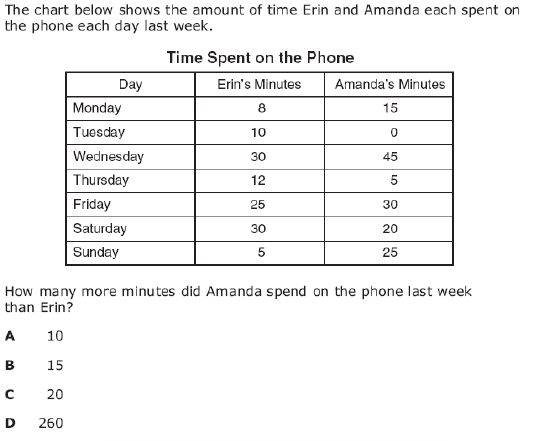 The chart below shows the amount of time Erin and Amanda each spent on
the phone each day last week.
Time Spent on the Phone
Day Erin's Minutes Amanda's Minutes
Monday 8 15
Tuesday 10 0
Wednesday 30 45
Thursday 12 5
Friday 25 30
Saturday 30 20
Sunday 5 25
How many more minutes did Amanda spend on the phone last week
than Erin?
A 10
B 15
C 20
D 260